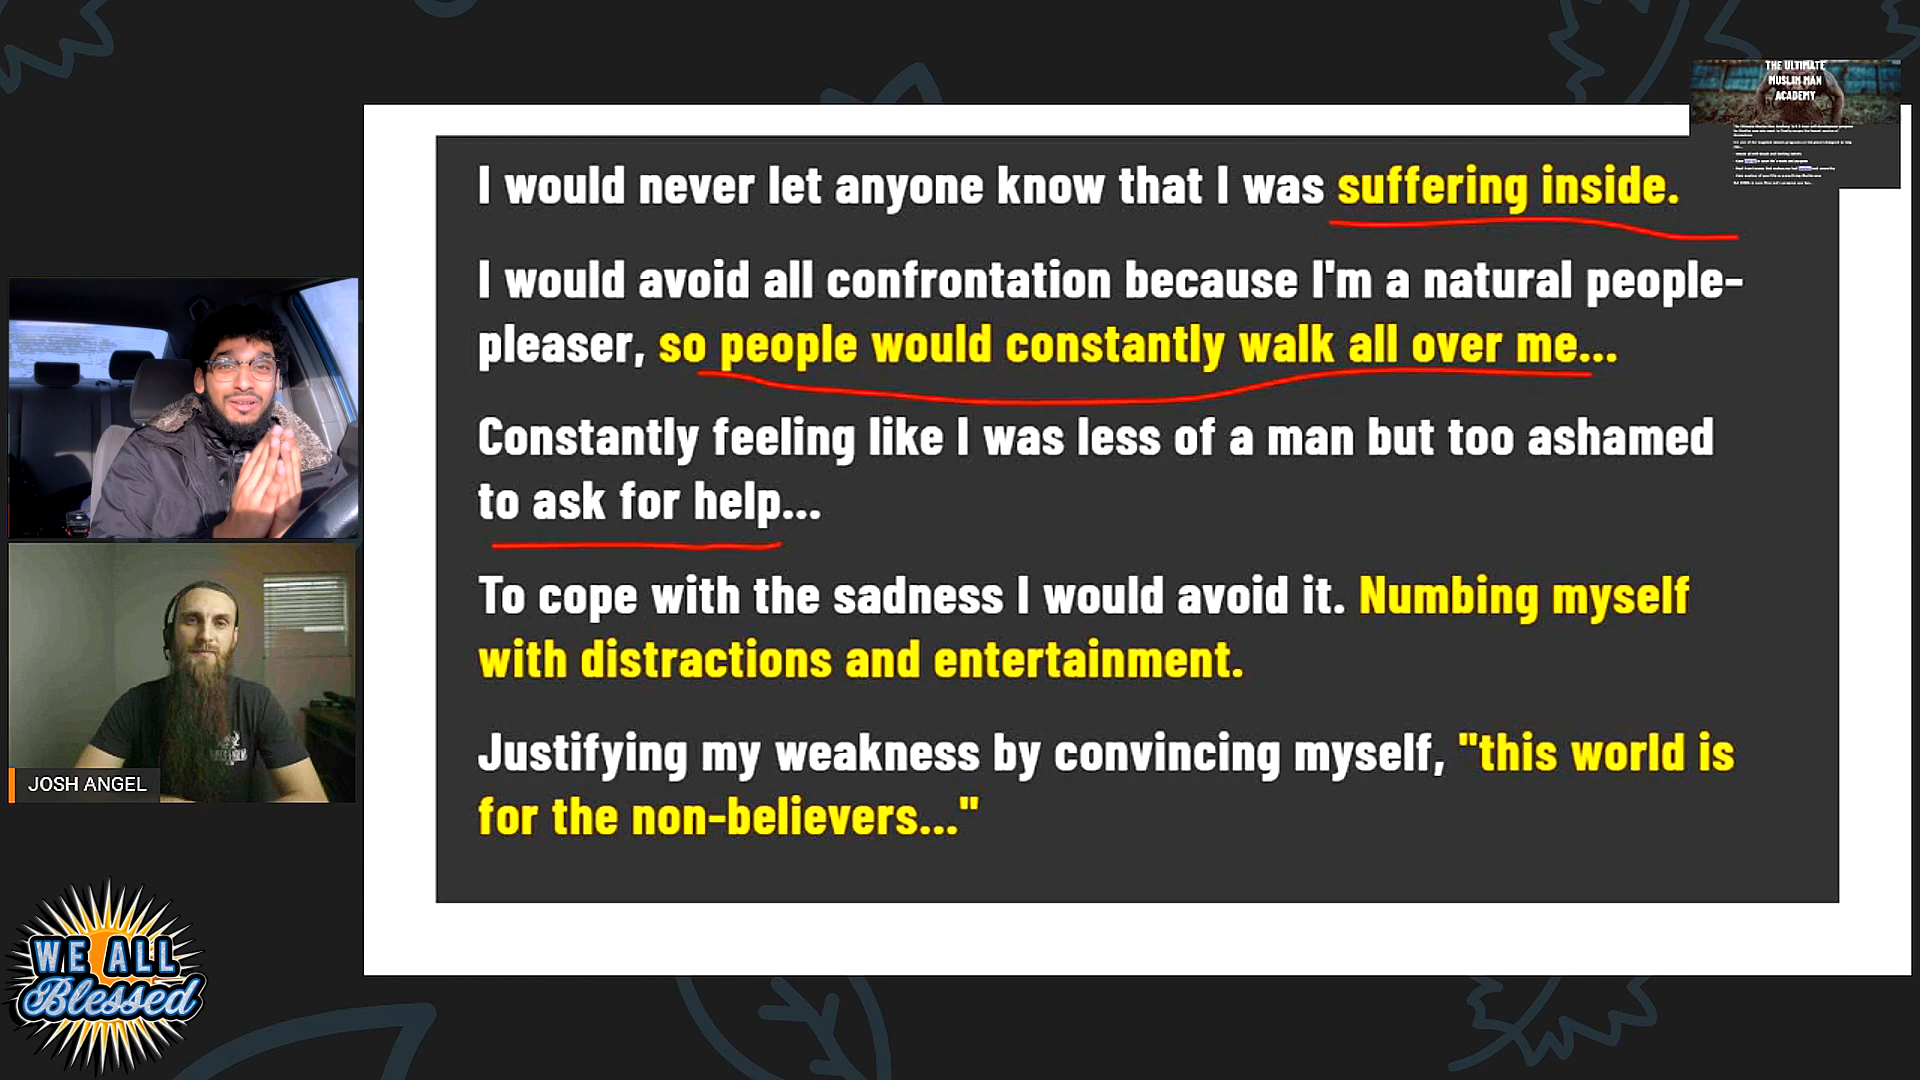 THE ULTIMATE
MUSLIM MAN
ACADEMY
I would never let anyone know that I was suffering inside.
I would avoid all confrontation because I'm a natural people-
pleaser, so people would constantly walk all over me...
Constantly feeling like I was less of a man but too ashamed
to ask for help...
To cope with the sadness I would avoid it. Numbing myself
with distractions and entertainment.
Justifying my weakness by convincing myself, "this world is
for the non-believers..."
JOSH ANGEL
WE ALL
Blessed